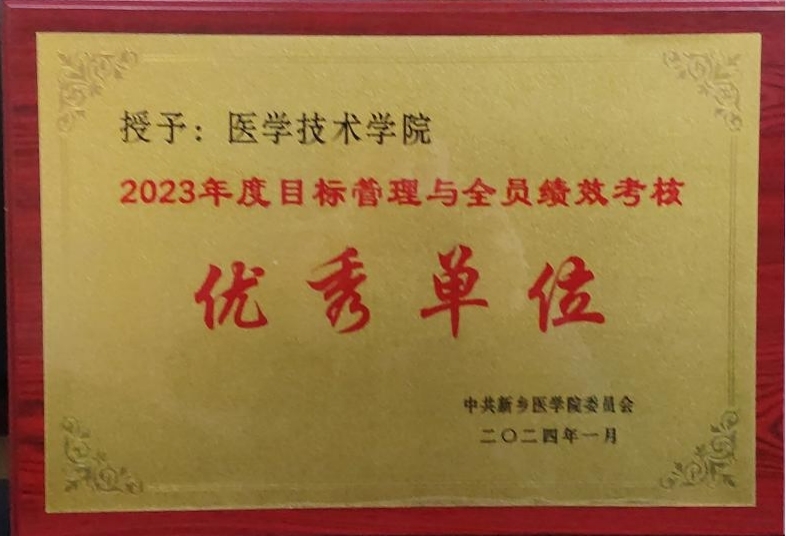 授予：医学技术学院
2023年度目标管理与全员绩效考核
优秀单位
中共新乡医学院委员会
二〇二四年一月